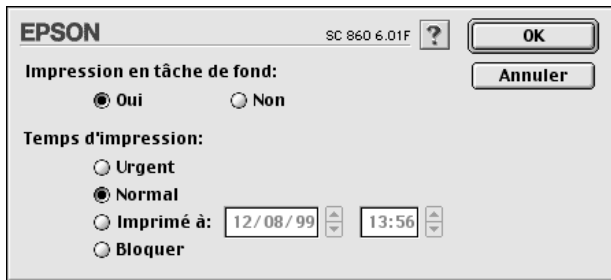 EPSON SC 860 6.01F ? OK
Annuler
Impression en tâche de fond:
Oui Non
Temps d'impression:
Urgent
Normal
Imprimé à: 12/08/99 13:56
Bloquer